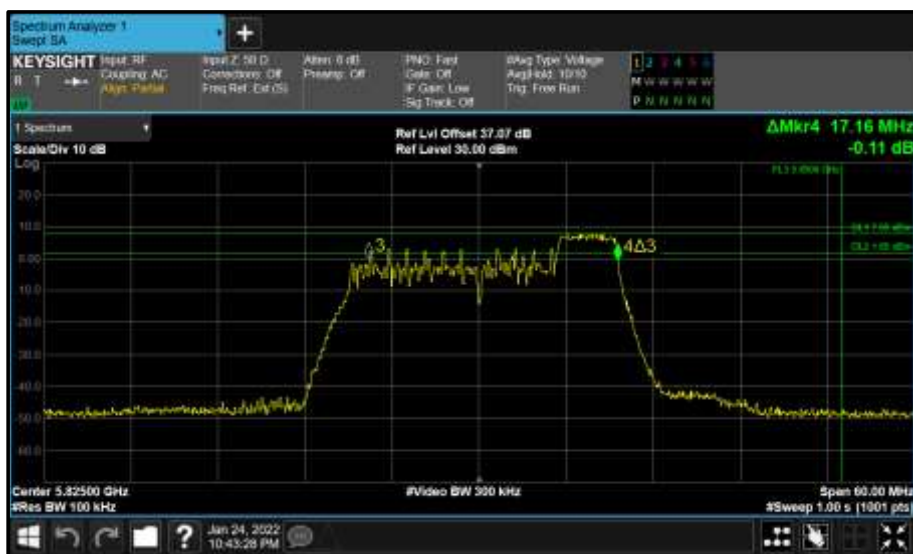 Spectrum Analyzer 1
Swept SA
KEYSIGHT
R T
Input: RF
Coupling: AC
Align: Partial
Input Z: 50 Ω
Corrections: Off
Freq Ref: Ext (S)
Atten: 6 dB
Preamp: Off
PNO: Fast
Gate: Off
IF Gain: Low
Sig Track: Off
#Avg Type: Voltage
Avg|Hold: 10/10
Trig: Free Run
1 2 3 4 5 6
M W W W W W
P N N N N N
1 Spectrum
Scale/Div 10 dB
Ref Lvl Offset 37.07 dB
Ref Level 30.00 dBm
ΔMkr4 17.16 MHz
-0.11 dB
Log
20.0
10.0
0.00
-10.0
-20.0
-30.0
-40.0
-50.0
-60.0
3
4Δ3
Center 5.82500 GHz
#Res BW 100 kHz
#Video BW 300 kHz
Span 60.00 MHz
#Sweep 1.00 s (1001 pts)
?
Jan 24, 2022
10:43:28 PM